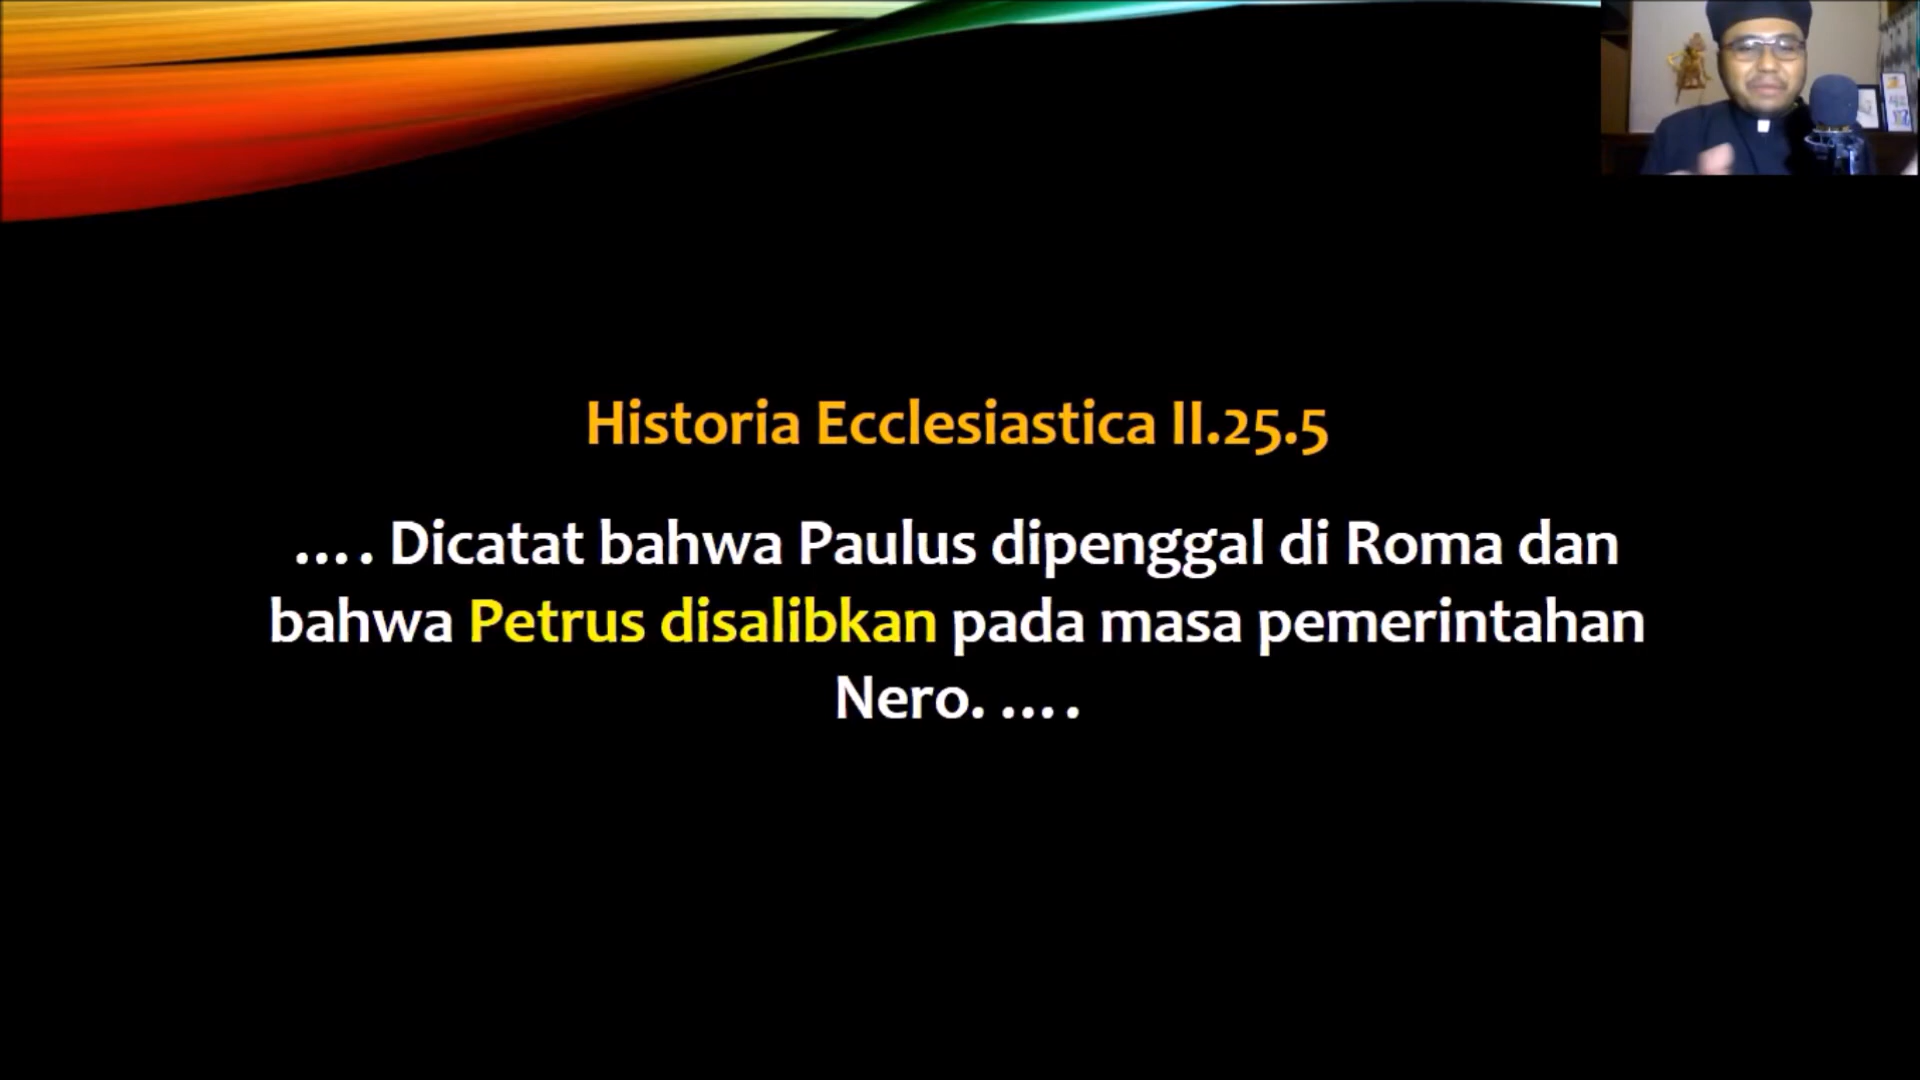 Historia Ecclesiastica II.25.5
…. Dicatat bahwa Paulus dipenggal di Roma dan
bahwa Petrus disalibkan pada masa pemerintahan
Nero. ….